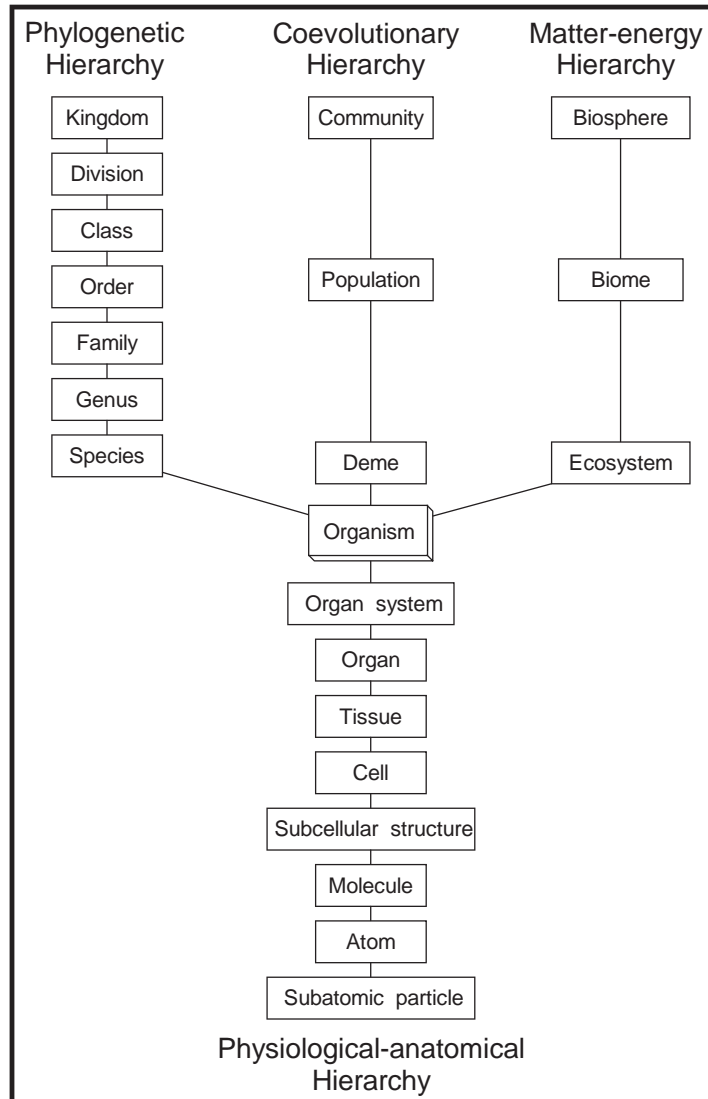 Phylogenetic
Hierarchy
Coevolutionary
Hierarchy
Matter-energy
Hierarchy
Kingdom
Division
Class
Order
Family
Genus
Species
Community
Population
Deme
Biosphere
Biome
Ecosystem
Organism
Organ system
Organ
Tissue
Cell
Subcellular structure
Molecule
Atom
Subatomic particle
Physiological-anatomical
Hierarchy